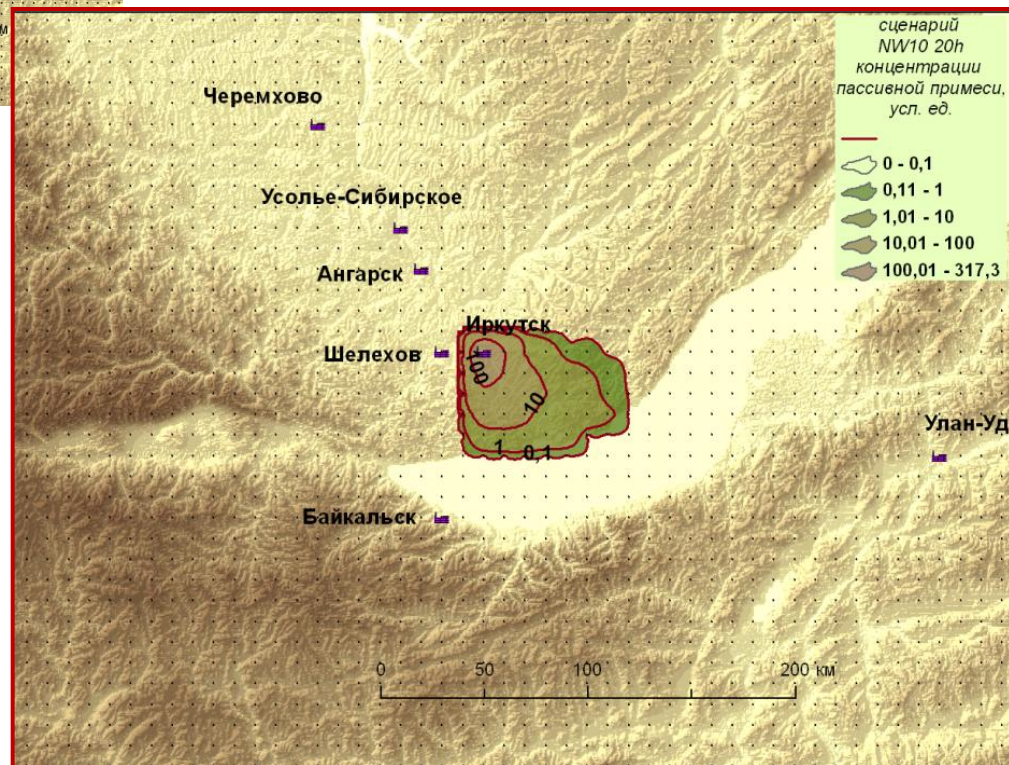 м
сценарий
NW10 20h
концентрации
пассивной примеси,
усл. ед.
0 - 0,1
0,11 - 1
1,01 - 10
10,01 - 100
100,01 - 317,3
Черемхово
Усолье-Сибирское
Ангарск
Иркутск
Шелехов
100
10
1
0,1
Улан-Уд
Байкальск
0 50 100 200 км